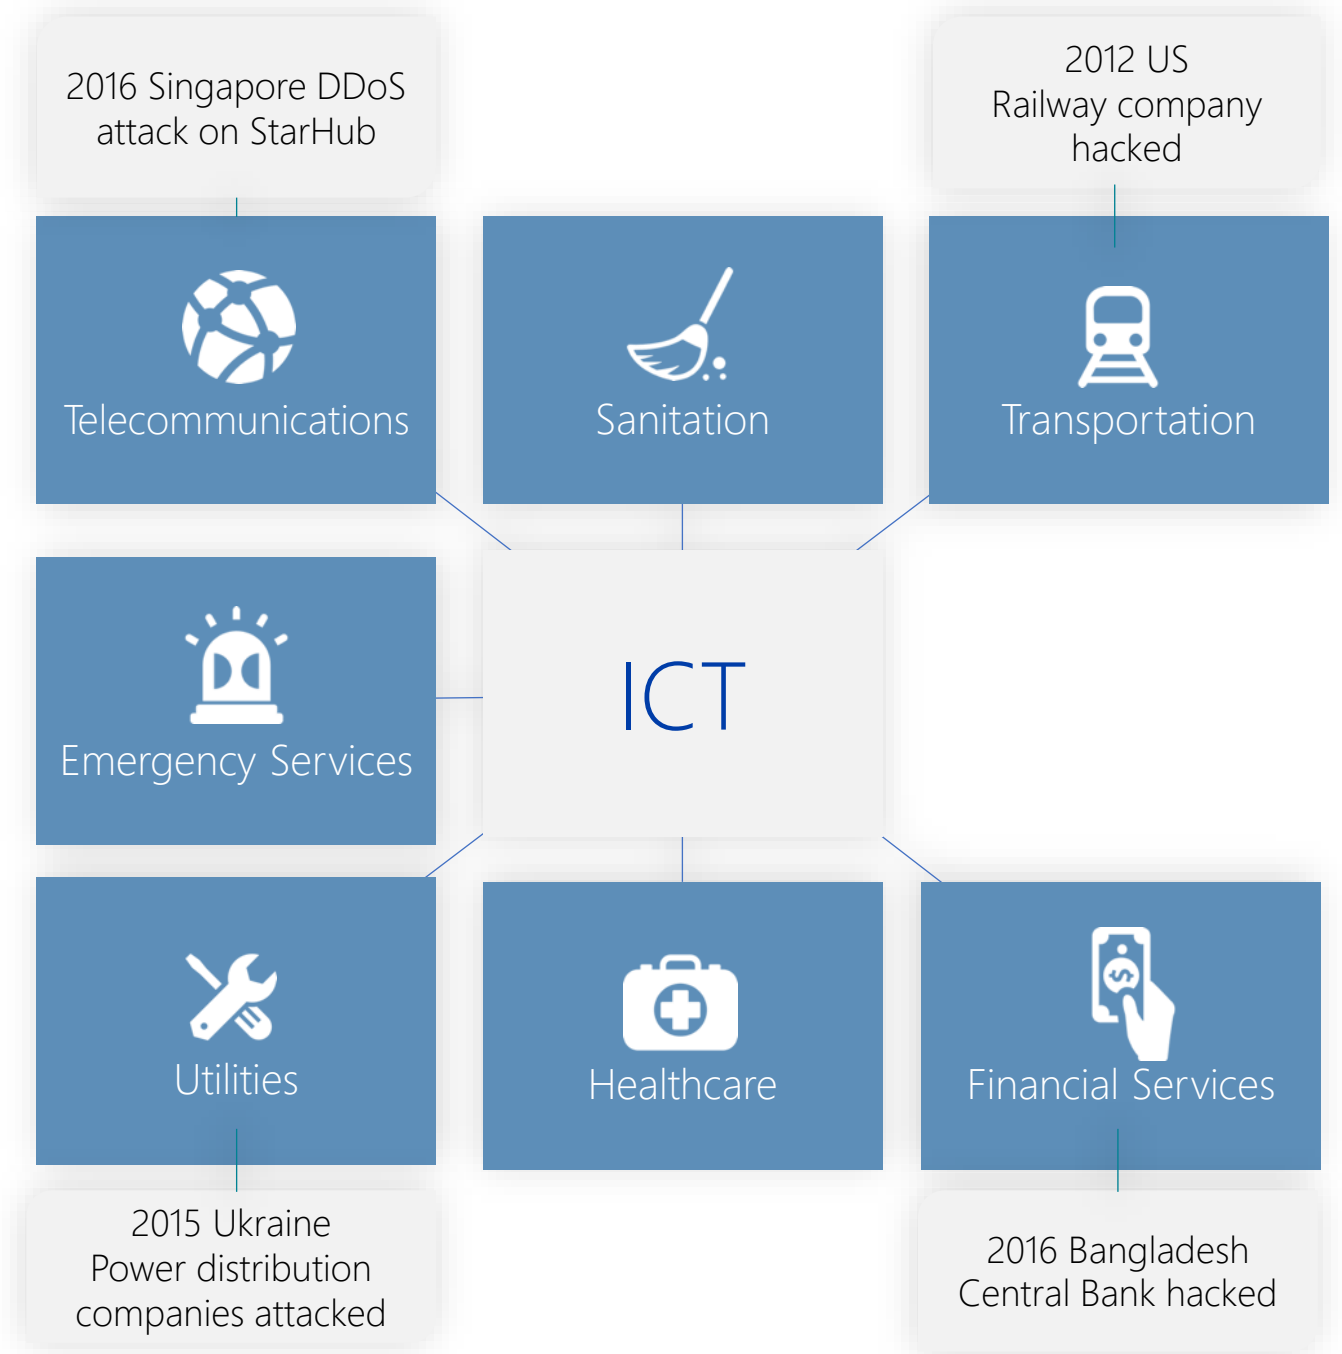 2016 Singapore DDoS
attack on StarHub
2012 US
Railway company
hacked
Telecommunications
Sanitation
Transportation
Emergency Services
ICT
Utilities
Healthcare
Financial Services
2015 Ukraine
Power distribution
companies attacked
2016 Bangladesh
Central Bank hacked